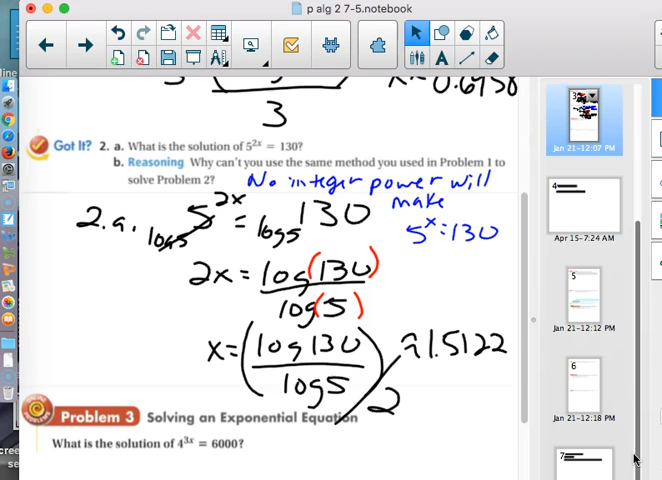 p alg 2 7-5.notebook
3
x≈0.6958
3
Got It? 2. a. What is the solution of 5^2x = 130?
b. Reasoning Why can't you use the same method you used in Problem 1 to
solve Problem 2?
No integer power will
make
5^x = 130
2.a. log5 5^2x = log5 130
2x = log(130)
log(5)
x = (log 130 / log 5) / 2 ≈ 1.5122
Problem 3 Solving an Exponential Equation
What is the solution of 4^3x = 6000?
3
Jan 21-12:07 PM
4
Apr 15-7:24 AM
5
Jan 21-12:12 PM
6
Jan 21-12:18 PM
7